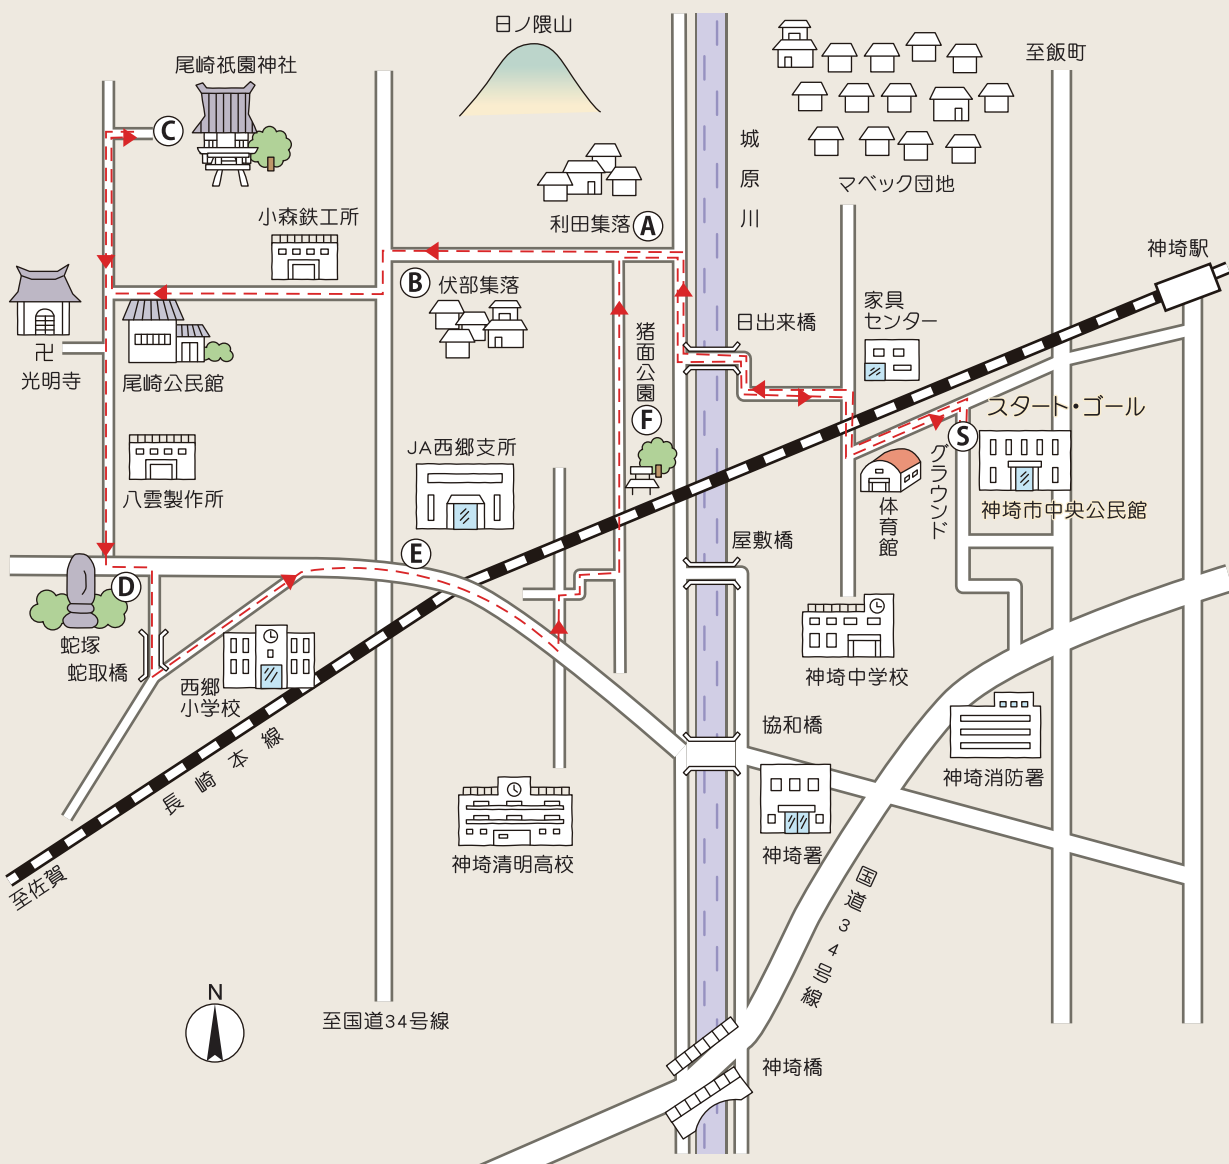 日ノ隈山
尾崎祇園神社
至飯町
C
城原川
マベック団地
小森鉄工所
利田集落
A
神埼駅
B
伏部集落
家具
センター
日出来橋
猪面公園
卍
光明寺
尾崎公民館
F
スタート・ゴール
S
JA西郷支所
グラウンド
八雲製作所
体育館
神埼市中央公民館
屋敷橋
E
D
蛇塚
蛇取橋
西郷
小学校
神埼中学校
協和橋
長崎本線
神埼消防署
神埼清明高校
神埼署
至佐賀
国道34号線
N
至国道34号線
神埼橋